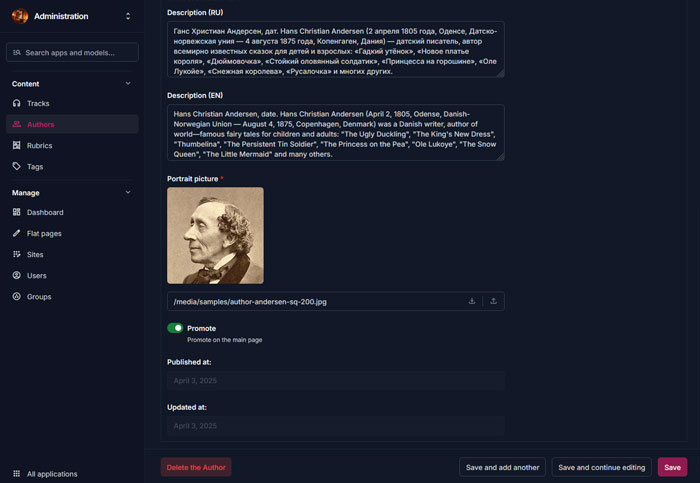 Administration
Search apps and models...
Content
Tracks
Authors
Rubrics
Tags
Manage
Dashboard
Flat pages
Sites
Users
Groups
All applications
Description (RU)
Ганс Христиан Андерсен, дат. Hans Christian Andersen (2 апреля 1805 года, Оденсе, Датско-
норвежская уния — 4 августа 1875 года, Копенгаген, Дания) — датский писатель, автор
всемирно известных сказок для детей и взрослых: «Гадкий утёнок», «Новое платье
короля», «Дюймовочка», «Стойкий оловянный солдатик», «Принцесса на горошине», «Оле
Лукойе», «Снежная королева», «Русалочка» и многих других.
Description (EN)
Hans Christian Andersen, date. Hans Christian Andersen (April 2, 1805, Odense, Danish-
Norwegian Union — August 4, 1875, Copenhagen, Denmark) was a Danish writer, author of
world—famous fairy tales for children and adults: "The Ugly Duckling", "The King's New Dress",
"Thumbelina", "The Persistent Tin Soldier", "The Princess on the Pea", "Ole Lukoye", "The Snow
Queen", "The Little Mermaid" and many others.
Portrait picture *
/media/samples/author-andersen-sq-200.jpg
Promote
Promote on the main page
Published at:
April 3, 2025
Updated at:
April 3, 2025
Delete the Author
Save and add another
Save and continue editing
Save